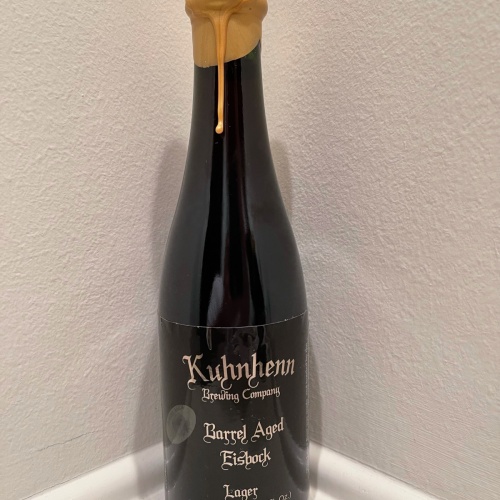 Kuhnhenn
Brewing Company
Barrel Aged
Eisbock
Lager